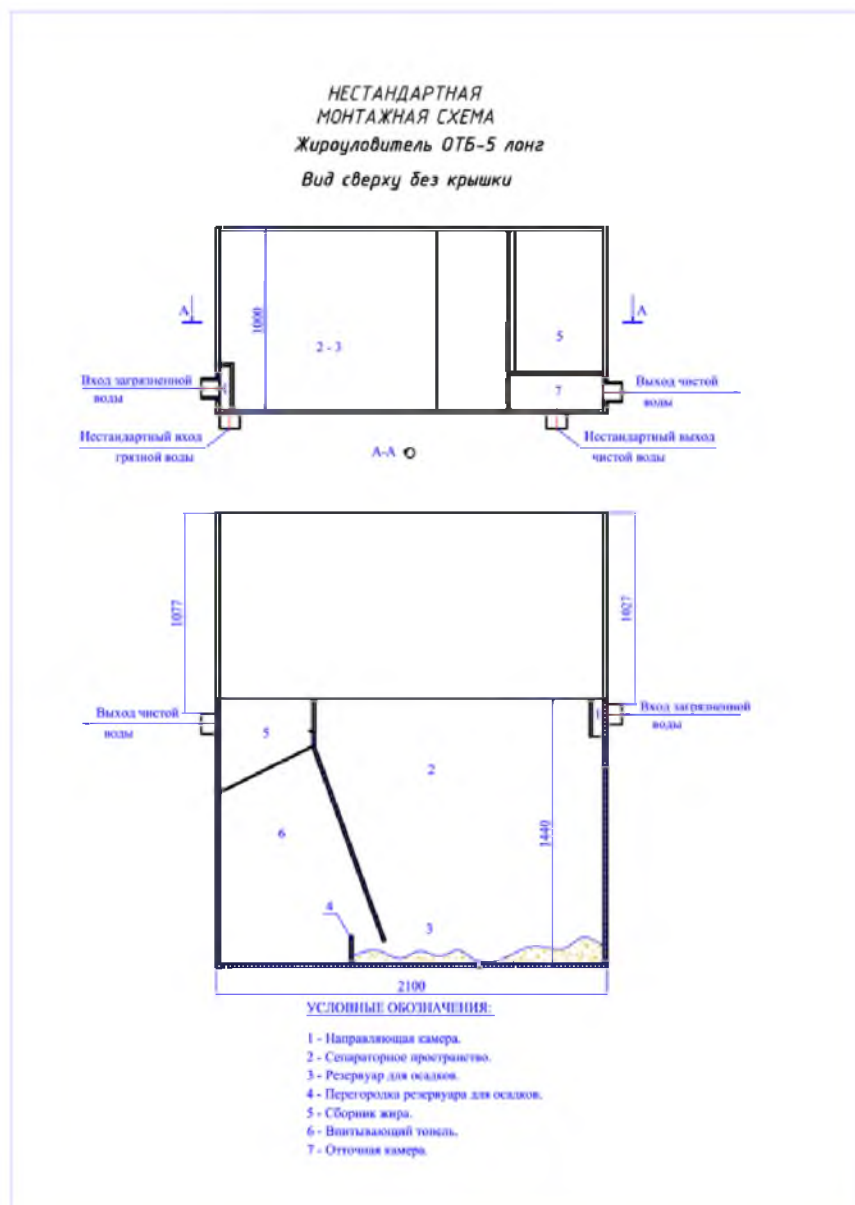 НЕСТАНДАРТНАЯ
МОНТАЖНАЯ СХЕМА
Жироуловитель ОТБ-5 лонг
Вид сверху без крышки
А
А
1000
2 - 3
5
7
1
Вход загрязненной
воды
Выход чистой
воды
Нестандартный вход
грязной воды
Нестандартный выход
чистой воды
А-А
1077
1027
Выход чистой
воды
Вход загрязненной
воды
1
5
2
6
1440
4
3
2100
УСЛОВНЫЕ ОБОЗНАЧЕНИЯ:
1 - Направляющая камера.
2 - Сепараторное пространство.
3 - Резервуар для осадков.
4 - Перегородка резервуара для осадков.
5 - Сборник жира.
6 - Впитывающий тонель.
7 - Отточная камера.